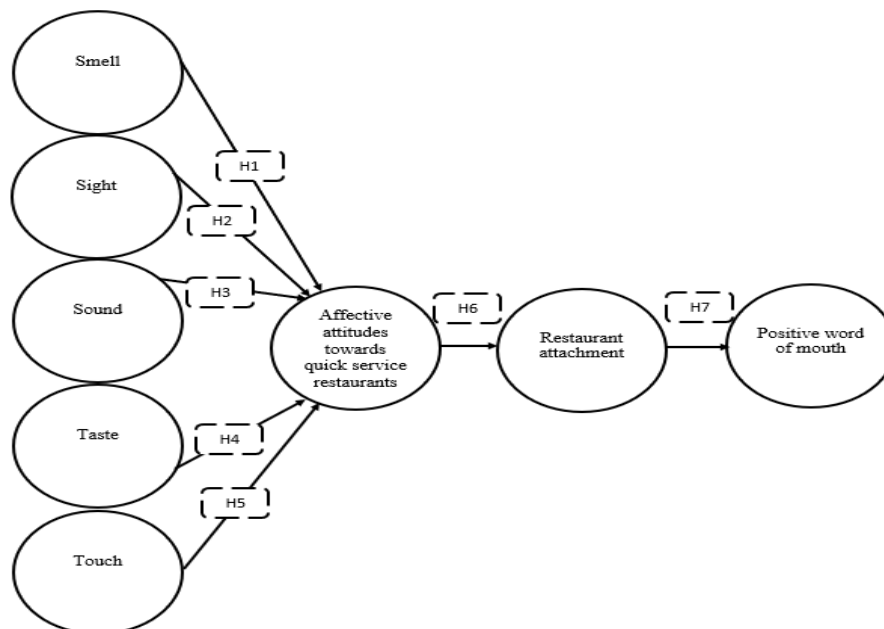 Smell
H1
Sight
H2
Sound
H3
Affective
attitudes
towards
quick service
restaurants
H6
Restaurant
attachment
H7
Positive word
of mouth
Taste
H4
H5
Touch